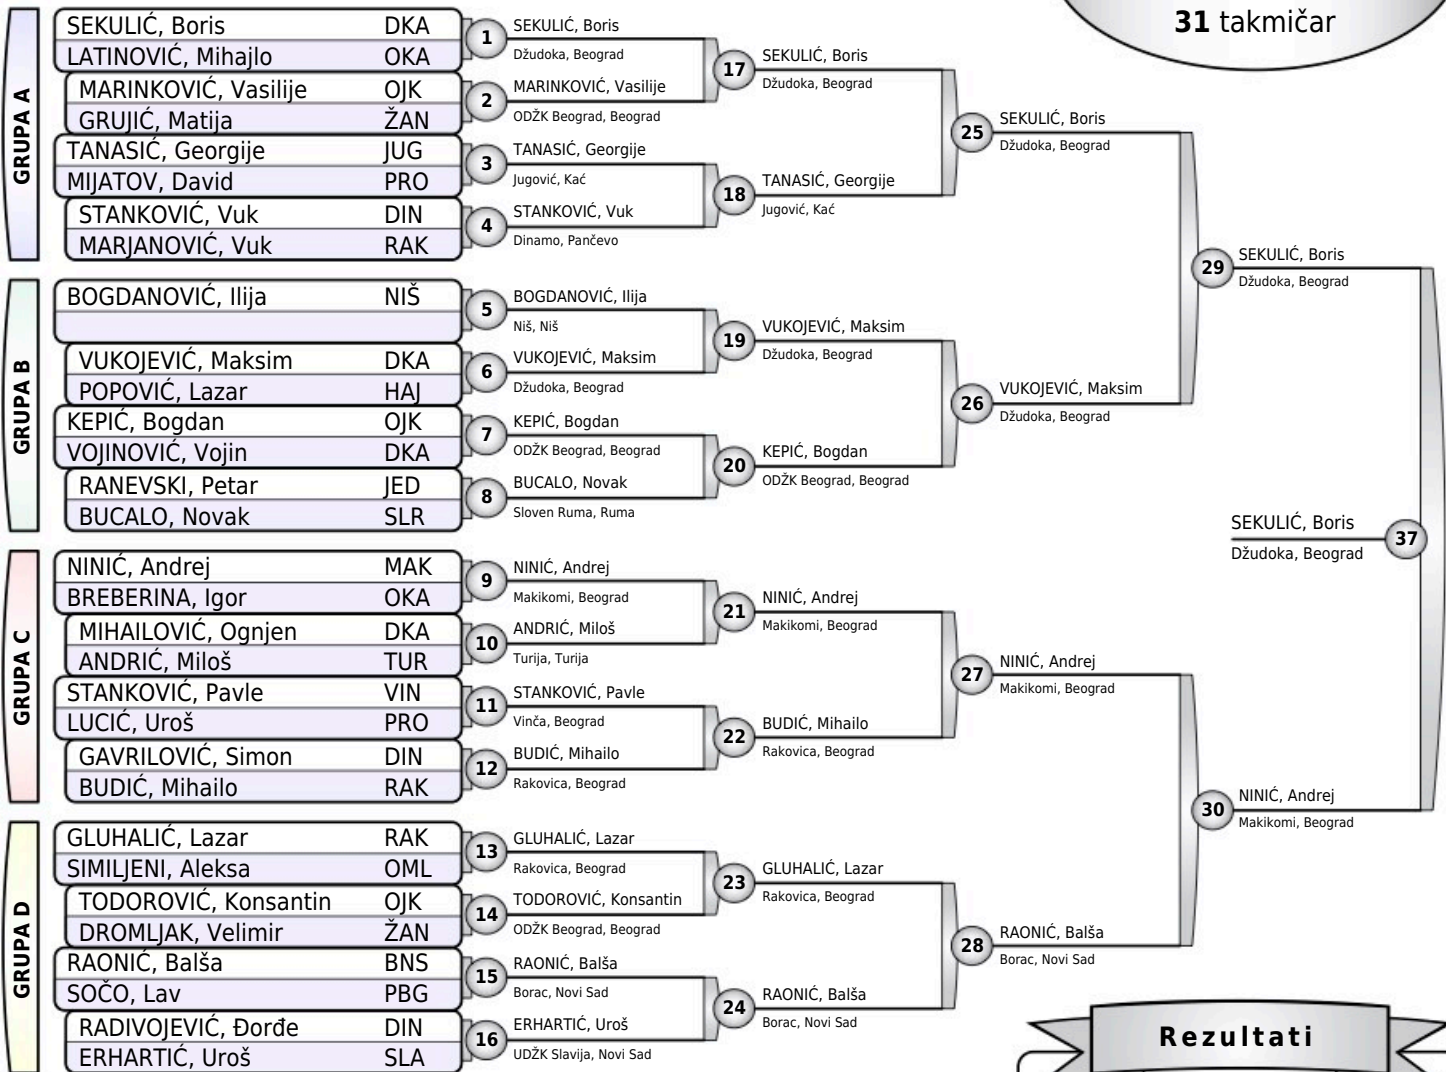 31 takmičar
GRUPA A
SEKULIĆ, Boris DKA
LATINOVIĆ, Mihajlo OKA
MARINKOVIĆ, Vasilije OJK
GRUJIĆ, Matija ŽAN
TANASIĆ, Georgije JUG
MIJATOV, David PRO
STANKOVIĆ, Vuk DIN
MARJANOVIĆ, Vuk RAK
GRUPA B
BOGDANOVIĆ, Ilija NIŠ
VUKOJEVIĆ, Maksim DKA
POPOVIĆ, Lazar HAJ
KEPIĆ, Bogdan OJK
VOJINOVIĆ, Vojin DKA
RANEVSKI, Petar JED
BUCALO, Novak SLR
GRUPA C
NINIĆ, Andrej MAK
BREBERINA, Igor OKA
MIHAILOVIĆ, Ognjen DKA
ANDRIĆ, Miloš TUR
STANKOVIĆ, Pavle VIN
LUCIĆ, Uroš PRO
GAVRILOVIĆ, Simon DIN
BUDIĆ, Mihailo RAK
GRUPA D
GLUHALIĆ, Lazar RAK
SIMILJENI, Aleksa OML
TODOROVIĆ, Konsantin OJK
DROMLJAK, Velimir ŽAN
RAONIĆ, Balša BNS
SOČO, Lav PBG
RADIVOJEVIĆ, Đorđe DIN
ERHARTIĆ, Uroš SLA
1 SEKULIĆ, Boris
Džudoka, Beograd
2 MARINKOVIĆ, Vasilije
ODŽK Beograd, Beograd
3 TANASIĆ, Georgije
Jugović, Kać
4 STANKOVIĆ, Vuk
Dinamo, Pančevo
5 BOGDANOVIĆ, Ilija
Niš, Niš
6 VUKOJEVIĆ, Maksim
Džudoka, Beograd
7 KEPIĆ, Bogdan
ODŽK Beograd, Beograd
8 BUCALO, Novak
Sloven Ruma, Ruma
9 NINIĆ, Andrej
Makikomi, Beograd
10 ANDRIĆ, Miloš
Turija, Turija
11 STANKOVIĆ, Pavle
Vinča, Beograd
12 BUDIĆ, Mihailo
Rakovica, Beograd
13 GLUHALIĆ, Lazar
Rakovica, Beograd
14 TODOROVIĆ, Konsantin
ODŽK Beograd, Beograd
15 RAONIĆ, Balša
Borac, Novi Sad
16 ERHARTIĆ, Uroš
UDŽK Slavija, Novi Sad
17 SEKULIĆ, Boris
Džudoka, Beograd
18 TANASIĆ, Georgije
Jugović, Kać
19 VUKOJEVIĆ, Maksim
Džudoka, Beograd
20 KEPIĆ, Bogdan
ODŽK Beograd, Beograd
21 NINIĆ, Andrej
Makikomi, Beograd
22 BUDIĆ, Mihailo
Rakovica, Beograd
23 GLUHALIĆ, Lazar
Rakovica, Beograd
24 RAONIĆ, Balša
Borac, Novi Sad
25 SEKULIĆ, Boris
Džudoka, Beograd
26 VUKOJEVIĆ, Maksim
Džudoka, Beograd
27 NINIĆ, Andrej
Makikomi, Beograd
28 RAONIĆ, Balša
Borac, Novi Sad
29 SEKULIĆ, Boris
Džudoka, Beograd
30 NINIĆ, Andrej
Makikomi, Beograd
SEKULIĆ, Boris 37
Džudoka, Beograd
Rezultati